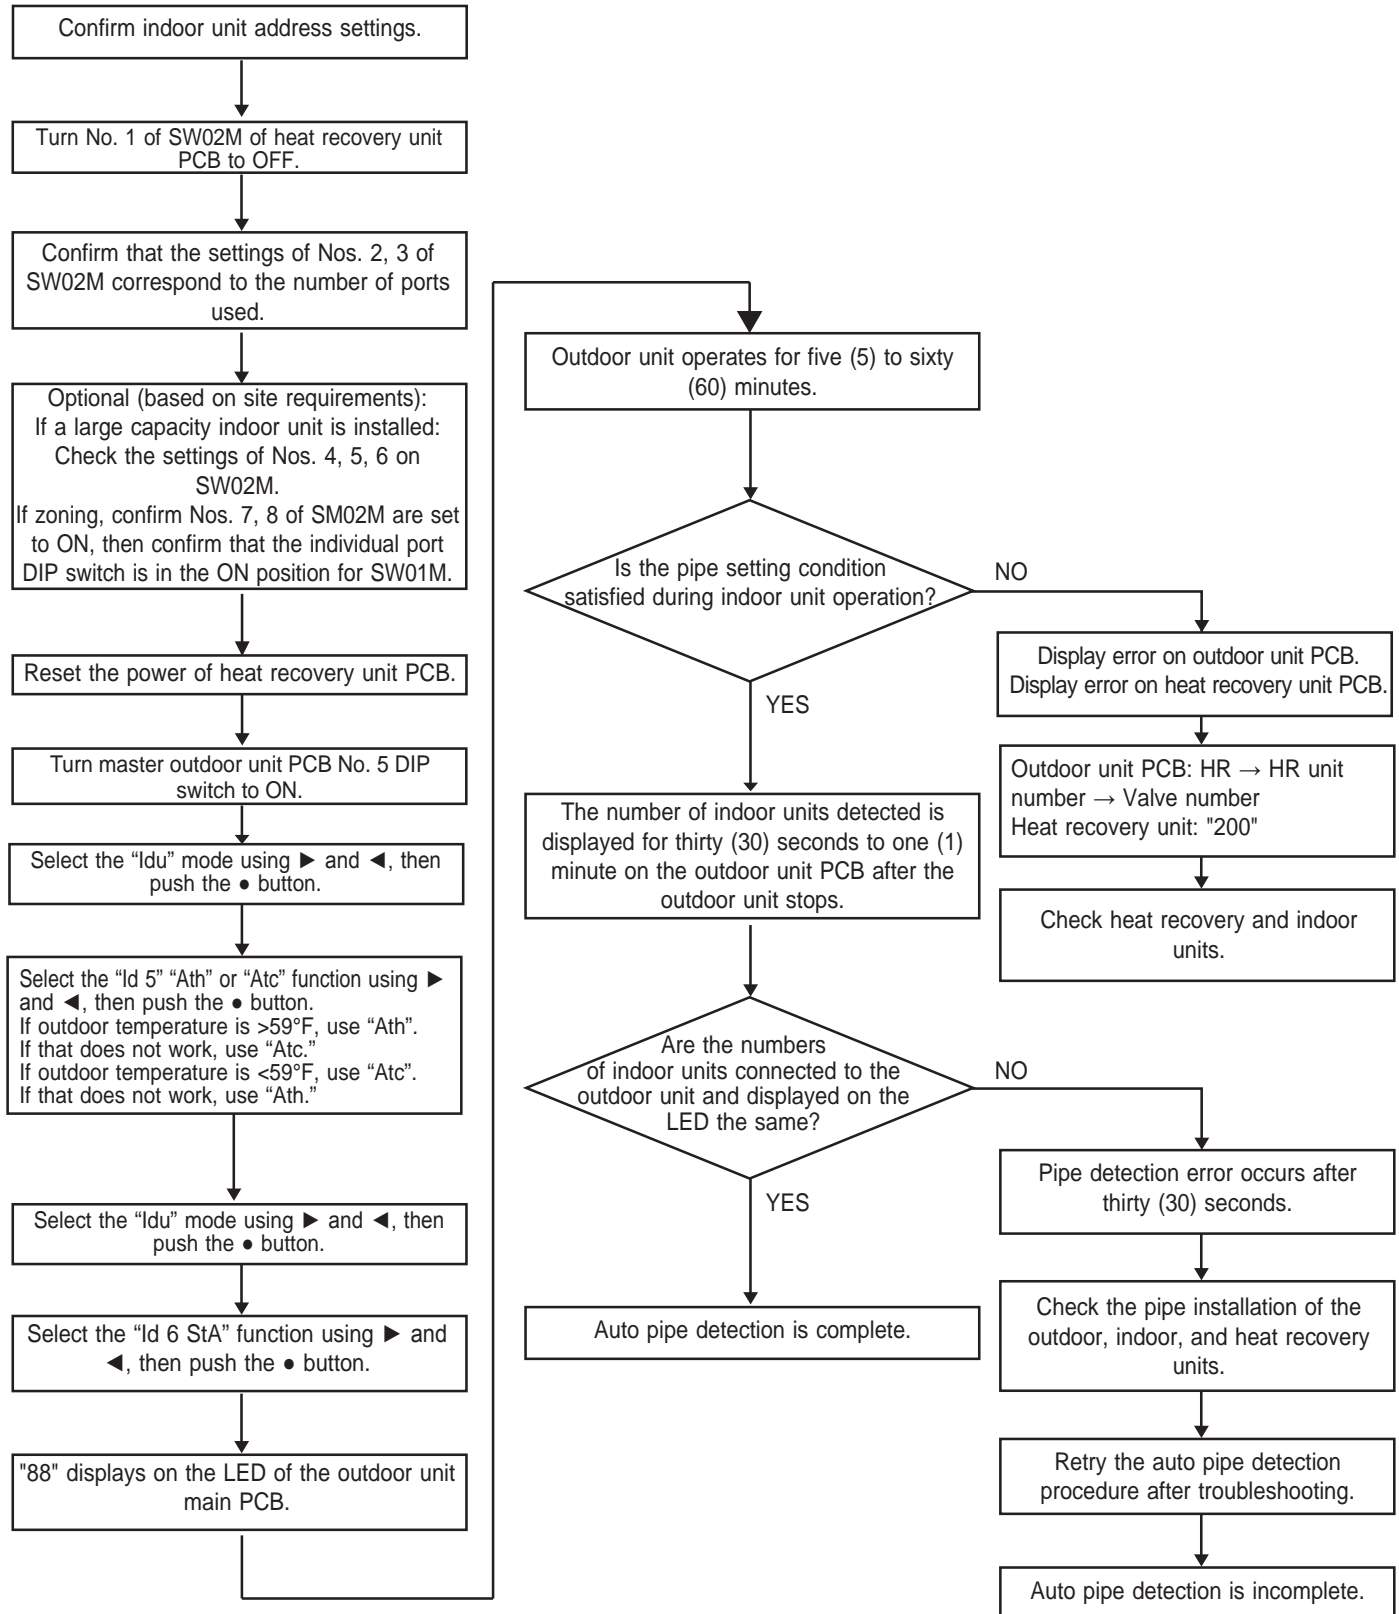 Confirm indoor unit address settings.
Turn No. 1 of SW02M of heat recovery unit
PCB to OFF.
Confirm that the settings of Nos. 2, 3 of
SW02M correspond to the number of ports
used.
Optional (based on site requirements):
If a large capacity indoor unit is installed:
Check the settings of Nos. 4, 5, 6 on
SW02M.
If zoning, confirm Nos. 7, 8 of SM02M are set
to ON, then confirm that the individual port
DIP switch is in the ON position for SW01M.
Reset the power of heat recovery unit PCB.
Turn master outdoor unit PCB No. 5 DIP
switch to ON.
Select the “Idu” mode using ► and ◄, then
push the ● button.
Select the “Id 5” “Ath” or “Atc” function using ►
and ◄, then push the ● button.
If outdoor temperature is >59°F, use “Ath”.
If that does not work, use “Atc.”
If outdoor temperature is <59°F, use “Atc”.
If that does not work, use “Ath.”
Select the “Idu” mode using ► and ◄, then
push the ● button.
Select the “Id 6 StA” function using ► and
◄, then push the ● button.
"88" displays on the LED of the outdoor unit
main PCB.
Outdoor unit operates for five (5) to sixty
(60) minutes.
Is the pipe setting condition
satisfied during indoor unit operation?
NO
YES
Display error on outdoor unit PCB.
Display error on heat recovery unit PCB.
Outdoor unit PCB: HR → HR unit
number → Valve number
Heat recovery unit: "200"
Check heat recovery and indoor
units.
The number of indoor units detected is
displayed for thirty (30) seconds to one (1)
minute on the outdoor unit PCB after the
outdoor unit stops.
Are the numbers
of indoor units connected to the
outdoor unit and displayed on the
LED the same?
NO
YES
Auto pipe detection is complete.
Pipe detection error occurs after
thirty (30) seconds.
Check the pipe installation of the
outdoor, indoor, and heat recovery
units.
Retry the auto pipe detection
procedure after troubleshooting.
Auto pipe detection is incomplete.